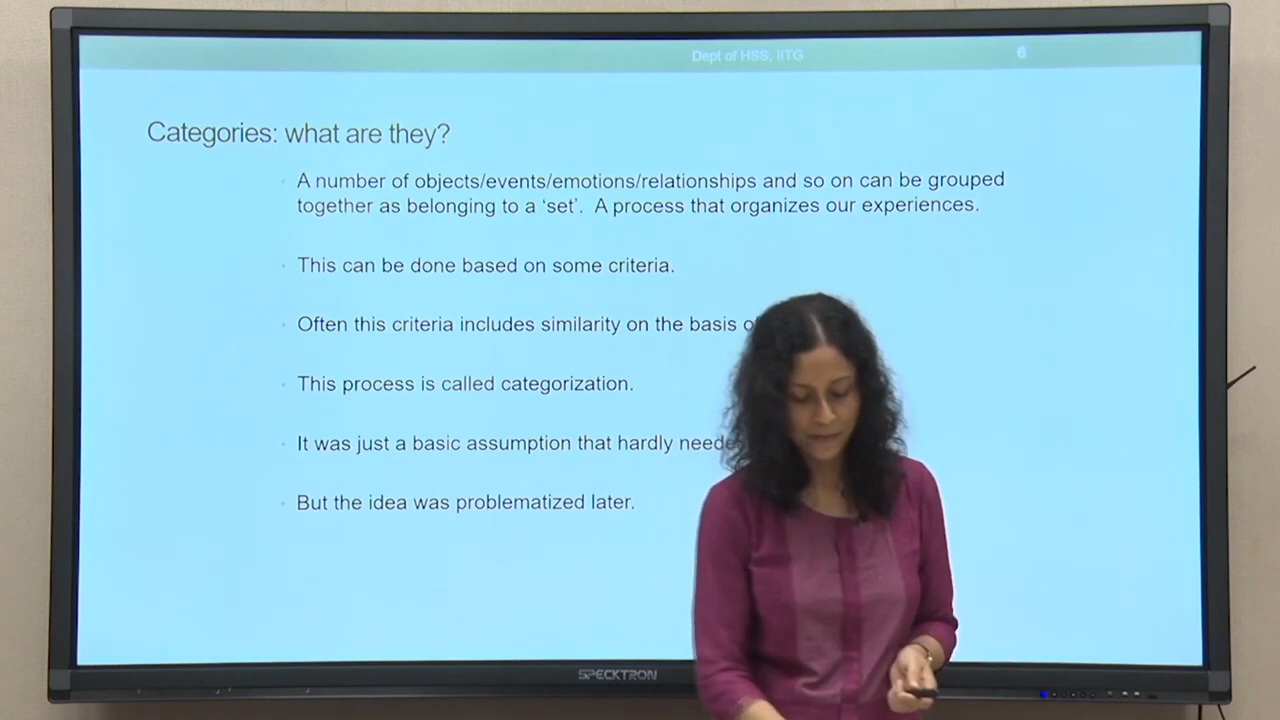 Dept of HSS, IITG 6
Categories: what are they?
A number of objects/events/emotions/relationships and so on can be grouped
together as belonging to a ‘set’. A process that organizes our experiences.
This can be done based on some criteria.
Often this criteria includes similarity on the basis
This process is called categorization.
It was just a basic assumption that hardly
But the idea was problematized later.
SPECKTRON